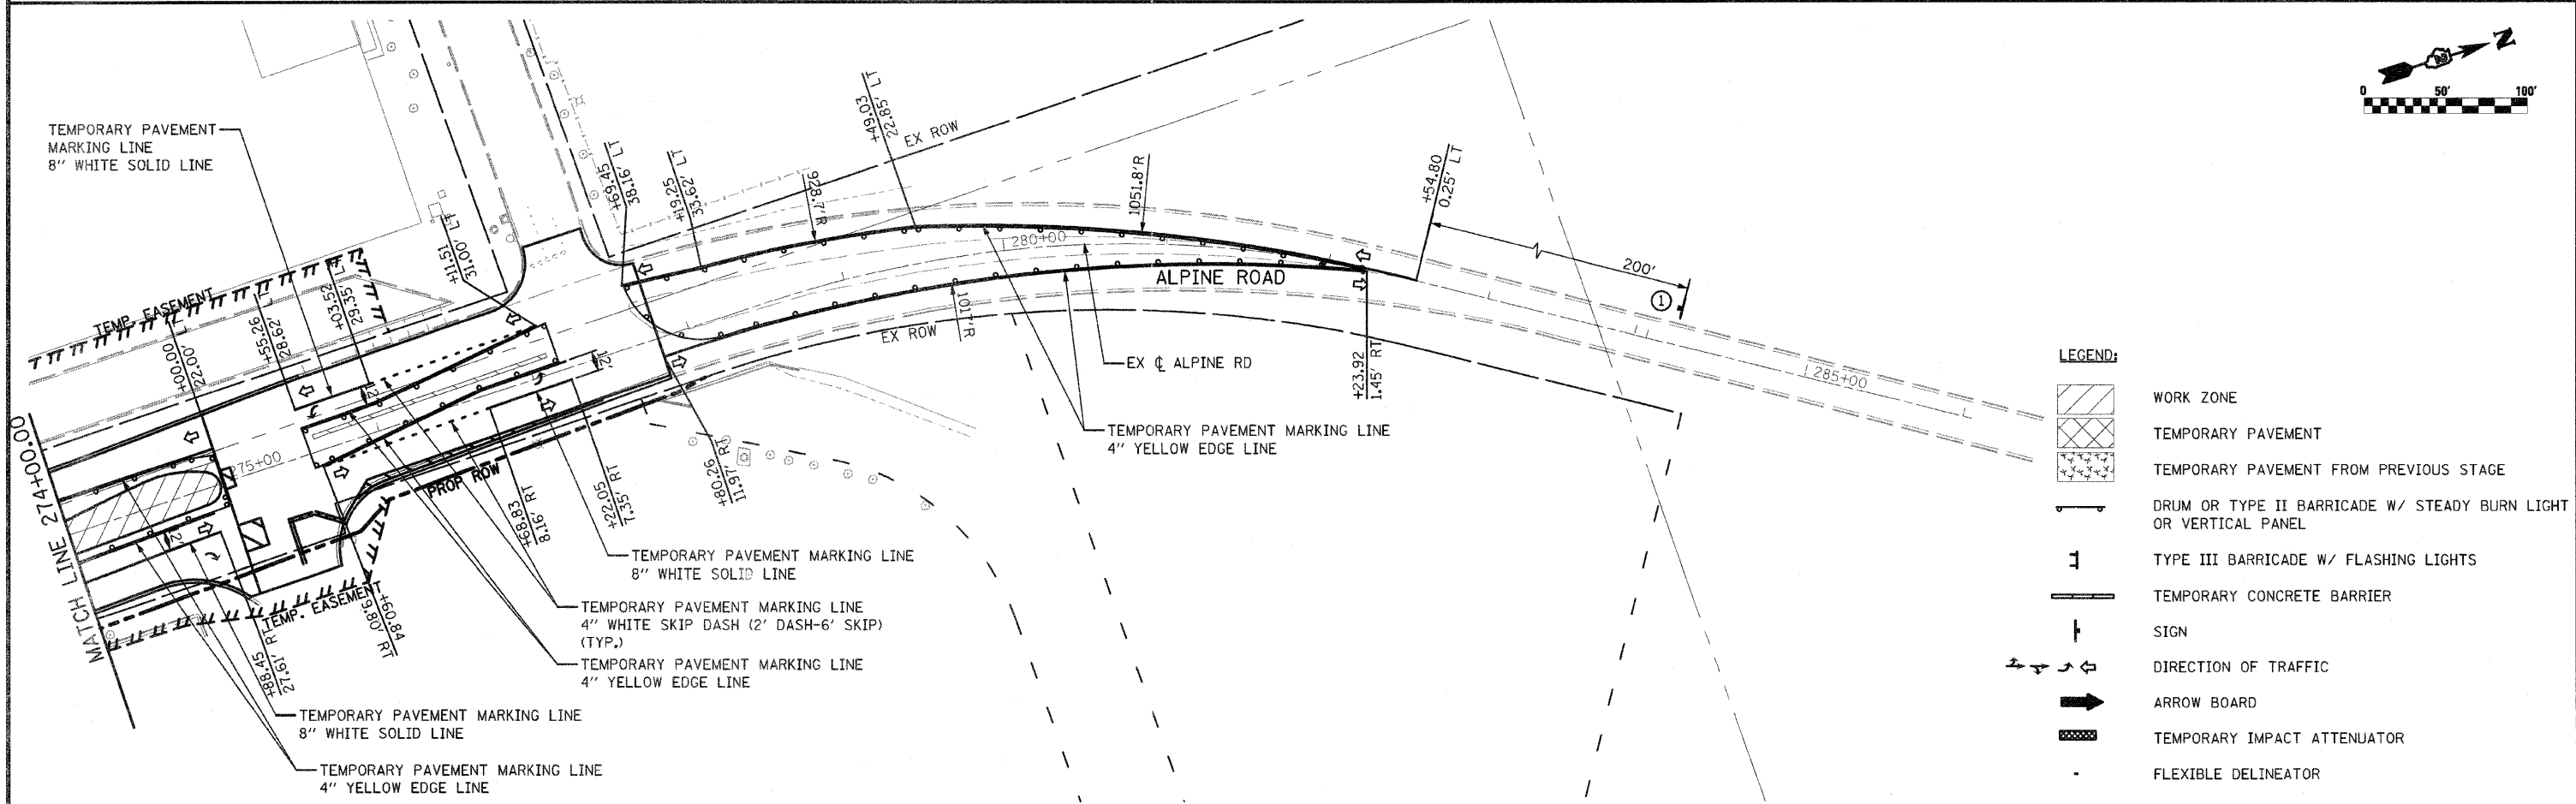 TEMPORARY PAVEMENT
MARKING LINE
8" WHITE SOLID LINE
TEMP. EASEMENT
+00.00
22.00' LT
+55.26
28.62' LT
+03.52
29.35' LT
+11.51
31.00' LT
+69.45
38.16' LT
+19.25
33.62' LT
928.7'R
+49.03
22.85' LT
EX ROW
1051.8'R
+54.80
0.25' LT
200'
1
N
0 50' 100'
280+00
ALPINE ROAD
1017'R
EX ROW
EX ℄ ALPINE RD
+23.92
1.45' RT
285+00
TEMPORARY PAVEMENT MARKING LINE
4" YELLOW EDGE LINE
MATCH LINE 274+00.00
275+00
12'
12'
12'
PROP ROW
TEMP. EASEMENT
+88.45
27.61' RT
+60.84
9.80' RT
+68.83
8.16' RT
+22.05
7.35' RT
+80.26
11.97' RT
TEMPORARY PAVEMENT MARKING LINE
8" WHITE SOLID LINE
TEMPORARY PAVEMENT MARKING LINE
4" WHITE SKIP DASH (2' DASH-6' SKIP)
(TYP.)
TEMPORARY PAVEMENT MARKING LINE
4" YELLOW EDGE LINE
TEMPORARY PAVEMENT MARKING LINE
8" WHITE SOLID LINE
TEMPORARY PAVEMENT MARKING LINE
4" YELLOW EDGE LINE
LEGEND:
WORK ZONE
TEMPORARY PAVEMENT
TEMPORARY PAVEMENT FROM PREVIOUS STAGE
DRUM OR TYPE II BARRICADE W/ STEADY BURN LIGHT
OR VERTICAL PANEL
TYPE III BARRICADE W/ FLASHING LIGHTS
TEMPORARY CONCRETE BARRIER
SIGN
DIRECTION OF TRAFFIC
ARROW BOARD
TEMPORARY IMPACT ATTENUATOR
FLEXIBLE DELINEATOR